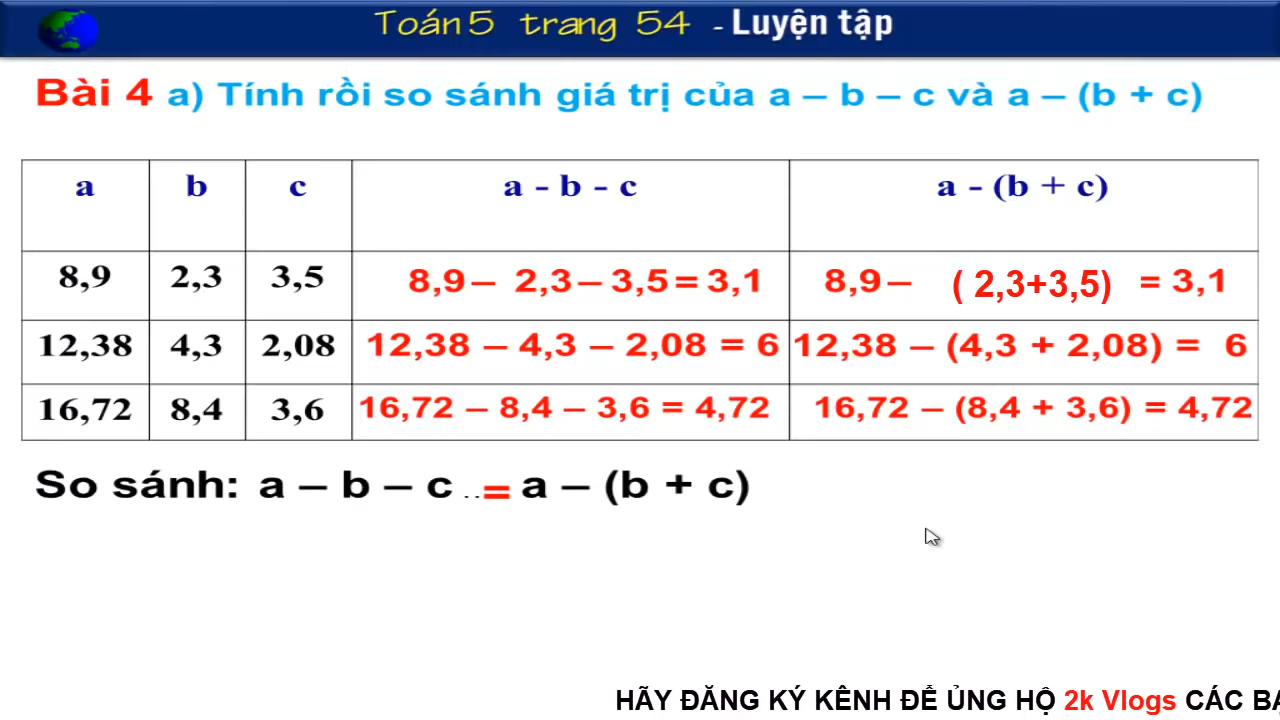 Toán 5 trang 54 - Luyện tập
Bài 4 a) Tính rồi so sánh giá trị của a – b – c và a – (b + c)
a b c a - b - c a - (b + c)
8,9 2,3 3,5 8,9 – 2,3 – 3,5 = 3,1 8,9 – ( 2,3+3,5) = 3,1
12,38 4,3 2,08 12,38 – 4,3 – 2,08 = 6 12,38 – (4,3 + 2,08) = 6
16,72 8,4 3,6 16,72 – 8,4 – 3,6 = 4,72 16,72 – (8,4 + 3,6) = 4,72
So sánh: a – b – c ..= a – (b + c)
HÃY ĐĂNG KÝ KÊNH ĐỂ ỦNG HỘ 2k Vlogs CÁC